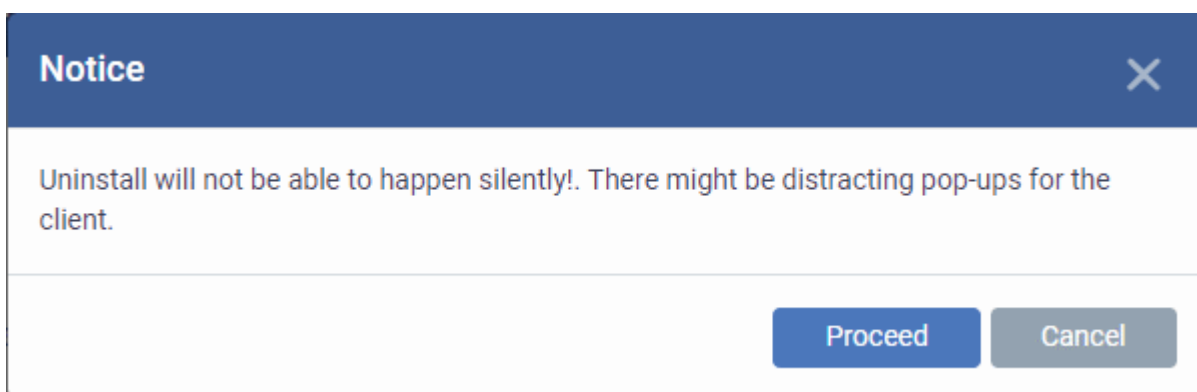 Notice
Uninstall will not be able to happen silently!. There might be distracting pop-ups for the
client.
Proceed
Cancel